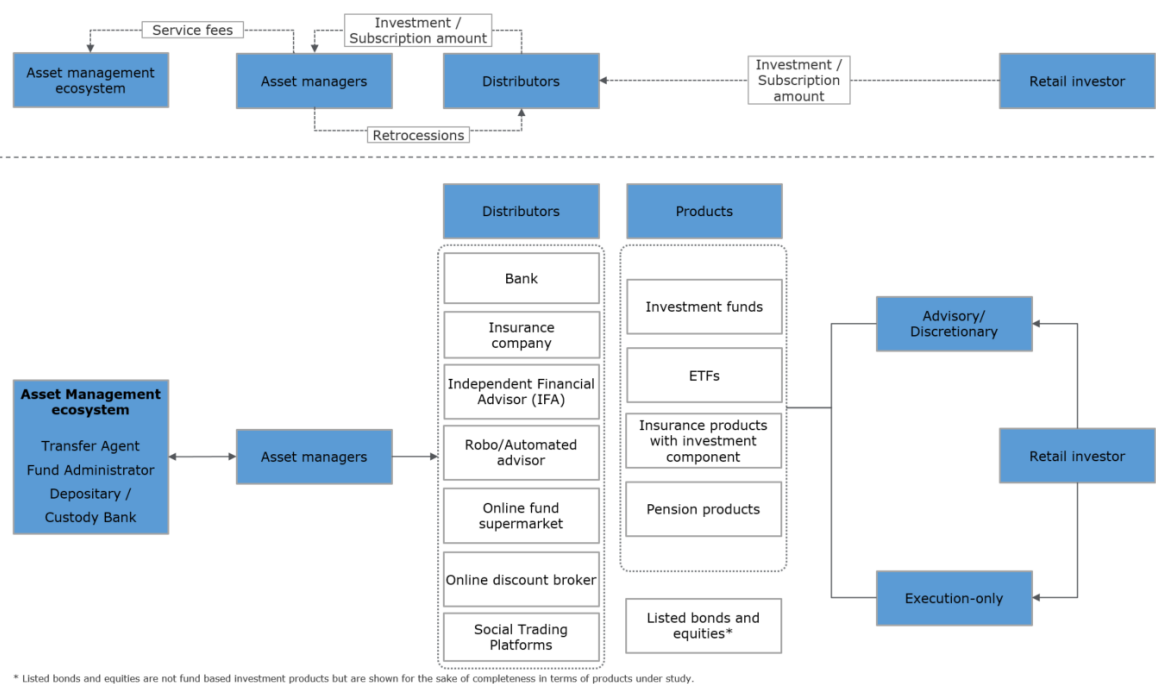 Service fees
Investment /
Subscription amount
Asset management
ecosystem
Asset managers
Distributors
Investment /
Subscription
amount
Retail investor
Retrocessions
Distributors
Products
Bank
Insurance
company
Independent Financial
Advisor (IFA)
Robo/Automated
advisor
Online fund
supermarket
Online discount broker
Social Trading
Platforms
Investment funds
ETFs
Insurance products
with investment
component
Pension products
Listed bonds and
equities*
Advisory/
Discretionary
Asset Management
ecosystem
Transfer Agent
Fund Administrator
Depositary /
Custody Bank
Asset managers
Retail investor
Execution-only
* Listed bonds and equities are not fund based investment products but are shown for the sake of completeness in terms of products under study.